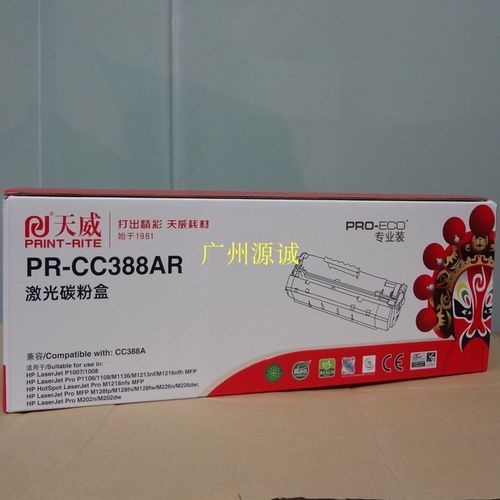 天威
PRINT-RITE
打出精彩 天威耗材
始于1981
PRO-ECO
专业装
广州源诚
PR-CC388AR
激光碳粉盒
兼容/Compatible with: CC388A
适用于/Suitable for use in:
HP LaserJet P1007/1008
HP LaserJet Pro P1106/1108/M1136/M1213nf/M1216nfh MFP
HP HotSpot LaserJet Pro M1218nfs MFP
HP LaserJet Pro MFP M128fp/M128fn/M128fw/M226n/M226dw;
HP LaserJet Pro M202n/M202dw
REACH
CE